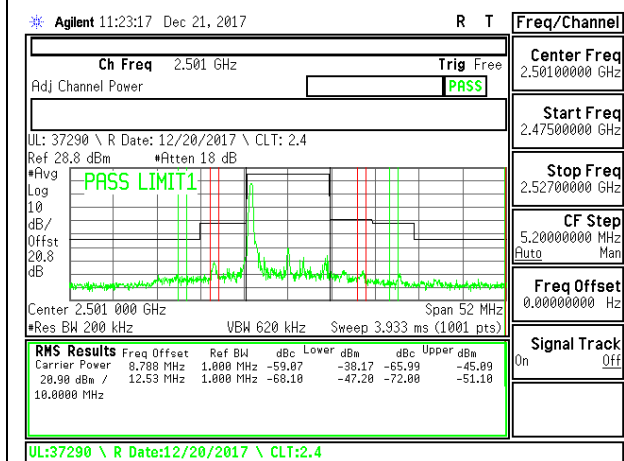 Agilent 11:23:17 Dec 21, 2017 R T Freq/Channel
Ch Freq 2.501 GHz Trig Free
Adj Channel Power PASS
UL: 37290 \ R Date: 12/20/2017 \ CLT: 2.4
Ref 28.8 dBm #Atten 18 dB
#Avg
Log
10
dB/
Offst
20.8
dB
PASS LIMIT1
Center 2.501 000 GHz Span 52 MHz
#Res BW 200 kHz VBW 620 kHz Sweep 3.933 ms (1001 pts)
RMS Results Freq Offset Ref BW dBc Lower dBm dBc Upper dBm
Carrier Power 8.788 MHz 1.000 MHz -59.07 -38.17 -65.99 -45.09
20.90 dBm / 12.53 MHz 1.000 MHz -68.10 -47.20 -72.00 -51.10
10.0000 MHz
UL:37290 \ R Date:12/20/2017 \ CLT:2.4
Center Freq
2.50100000 GHz
Start Freq
2.47500000 GHz
Stop Freq
2.52700000 GHz
CF Step
5.20000000 MHz
Auto Man
Freq Offset
0.00000000 Hz
Signal Track
On Off